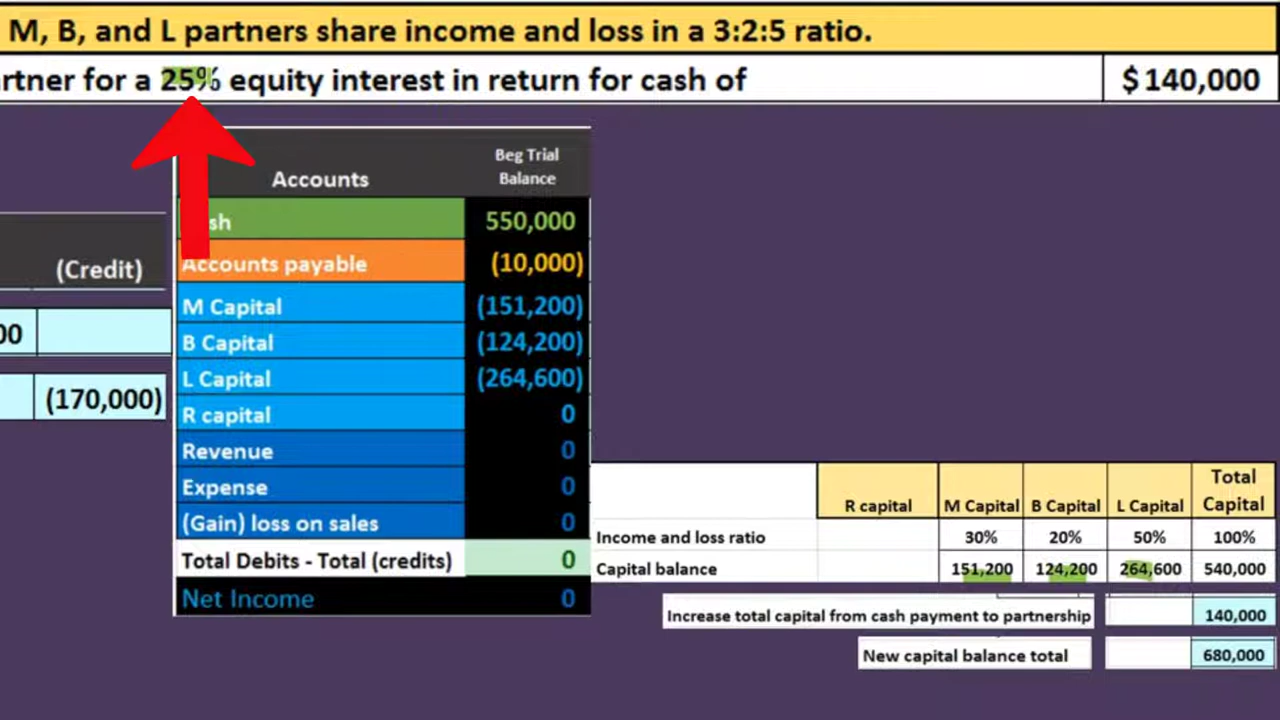 M, B, and L partners share income and loss in a 3:2:5 ratio.
rtner for a 25% equity interest in return for cash of $140,000
Accounts Beg Trial Balance
sh 550,000
Accounts payable (10,000)
M Capital (151,200)
B Capital (124,200)
L Capital (264,600)
R capital 0
Revenue 0
Expense 0
(Gain) loss on sales 0
Total Debits - Total (credits) 0
Net Income 0
(Credit)
00
(170,000)
R capital M Capital B Capital L Capital Total Capital
Income and loss ratio 30% 20% 50% 100%
Capital balance 151,200 124,200 264,600 540,000
Increase total capital from cash payment to partnership 140,000
New capital balance total 680,000